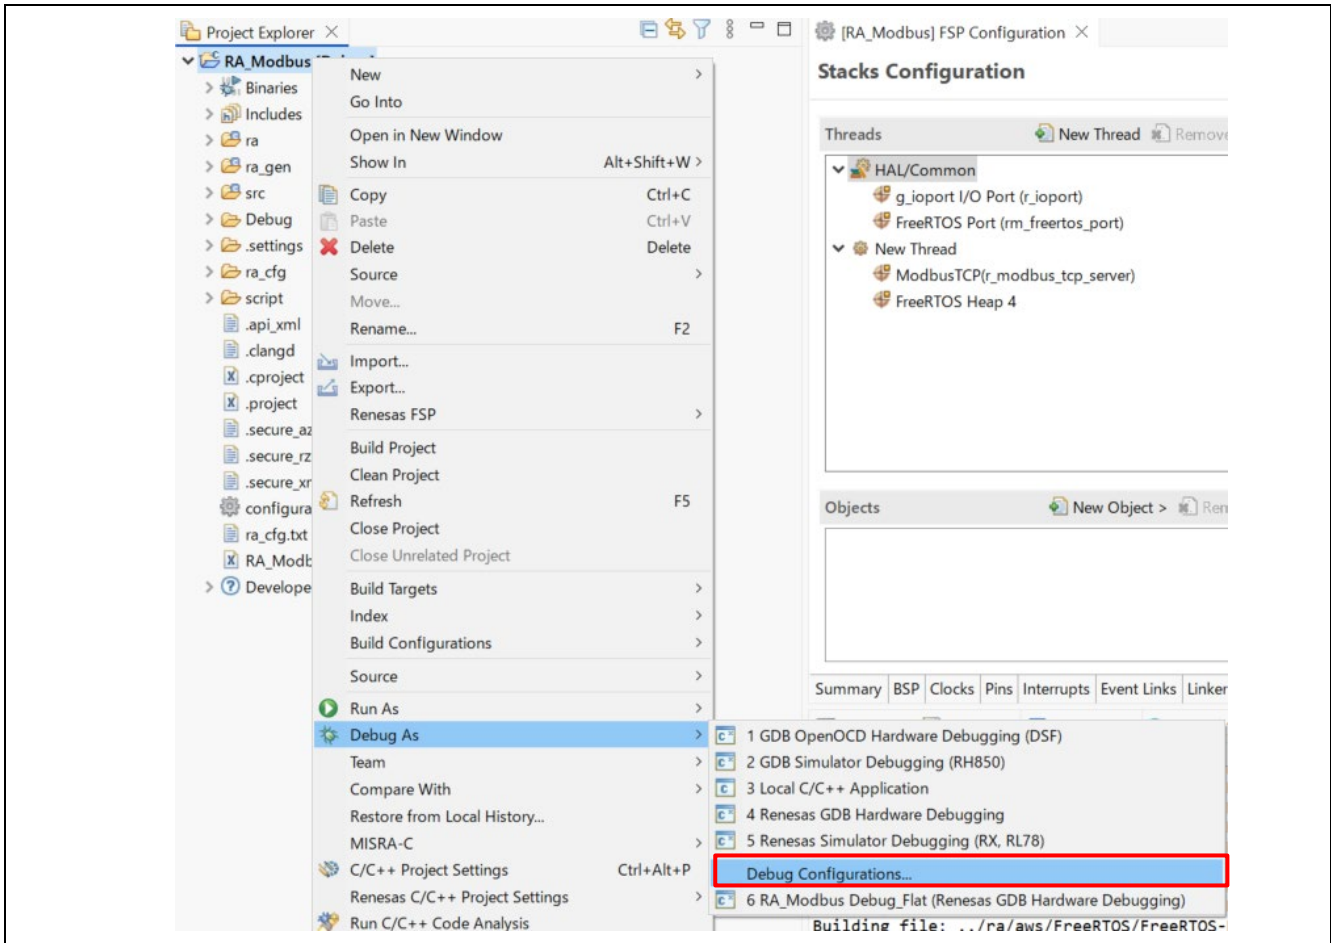 Project Explorer
[RA_Modbus] FSP Configuration
RA_Modbus
Binaries
Includes
ra
ra_gen
src
Debug
.settings
ra_cfg
script
.api_xml
.clangd
.cproject
.project
.secure_az
.secure_rz
.secure_xr
configura
ra_cfg.txt
RA_Modb
Develope
New
Go Into
Open in New Window
Show In Alt+Shift+W
Copy Ctrl+C
Paste Ctrl+V
Delete Delete
Source
Move...
Rename... F2
Import...
Export...
Renesas FSP
Build Project
Clean Project
Refresh F5
Close Project
Close Unrelated Project
Build Targets
Index
Build Configurations
Source
Run As
Debug As
Team
Compare With
Restore from Local History...
MISRA-C
C/C++ Project Settings Ctrl+Alt+P
Renesas C/C++ Project Settings
Run C/C++ Code Analysis
Stacks Configuration
Threads New Thread Remove
HAL/Common
g_ioport I/O Port (r_ioport)
FreeRTOS Port (rm_freertos_port)
New Thread
ModbusTCP(r_modbus_tcp_server)
FreeRTOS Heap 4
Objects New Object > Ren
Summary BSP Clocks Pins Interrupts Event Links Linker
1 GDB OpenOCD Hardware Debugging (DSF)
2 GDB Simulator Debugging (RH850)
3 Local C/C++ Application
4 Renesas GDB Hardware Debugging
5 Renesas Simulator Debugging (RX, RL78)
Debug Configurations...
6 RA_Modbus Debug_Flat (Renesas GDB Hardware Debugging)
Building file: ../ra/aws/FreeRTOS/FreeRTOS-